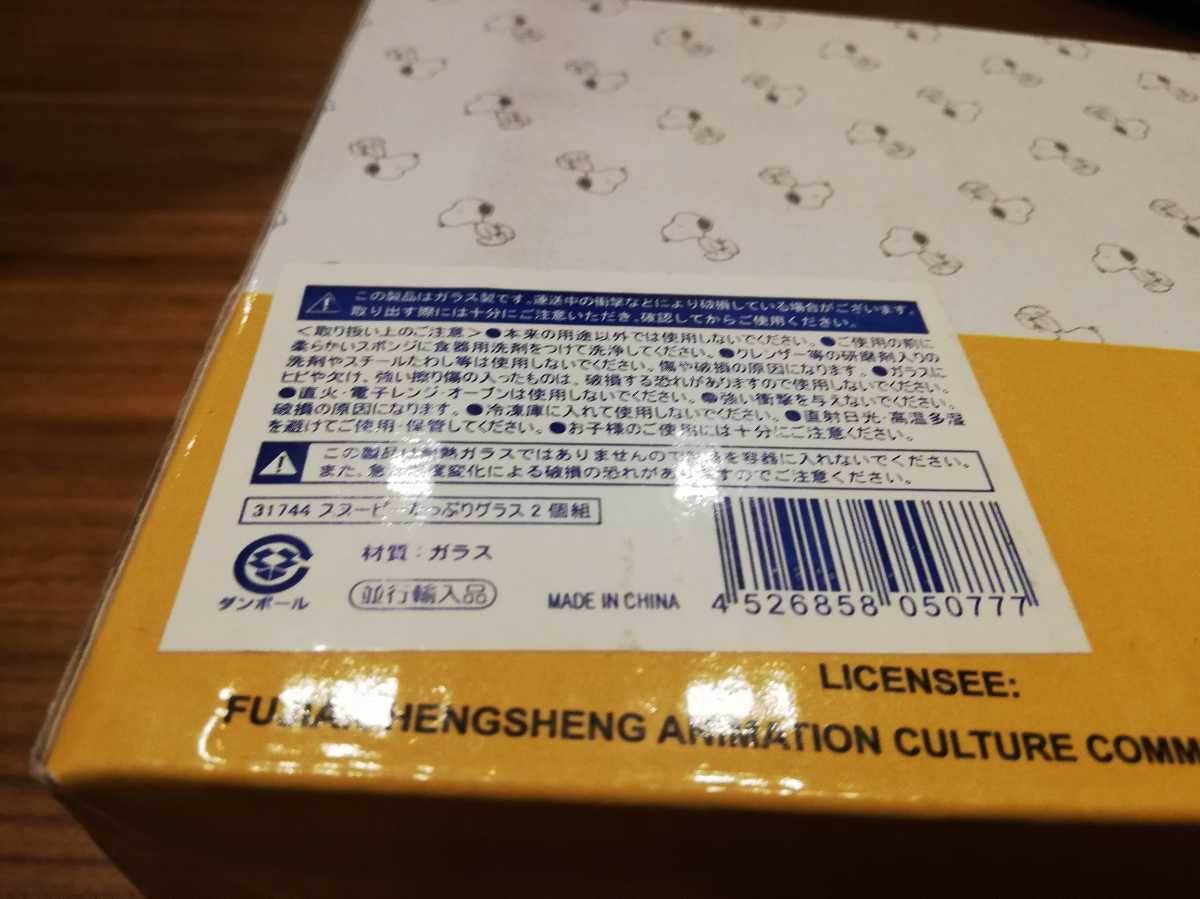 この製品はガラス製です。運送中の衝撃などにより破損している場合がございます。
取り出す際には十分にご注意いただき、確認してからご使用ください。
<取り扱い上のご注意>●本来の用途以外では使用しないでください。●ご使用の前に
柔らかいスポンジに食器用洗剤をつけて洗浄してください。●クレンザー等の研磨剤入りの
洗剤やスチールたわし等は使用しないでください。傷や破損の原因になります。●ガラスに
ヒビや欠け、強い擦り傷の入ったものは、破損する恐れがありますので使用しないでください。
●直火・電子レンジ・オーブンは使用しないでください。●強い衝撃を与えないでください。
破損の原因になります。●冷凍庫に入れて使用しないでください。●直射日光・高温多湿
を避けてご使用・保管してください。●お子様のご使用には十分にご注意ください。
この製品は耐熱ガラスではありませんので を容器に入れないでください。
また、急 度変化による破損の恩れがありますのでご注意ください。
31744 スヌーピーたっぷりグラス2個組
ダンボール
材質：ガラス
並行輸入品
MADE IN CHINA
4 526858 050777
LICENSEE:
HENGSHENG ANIMATION CULTURE COMM